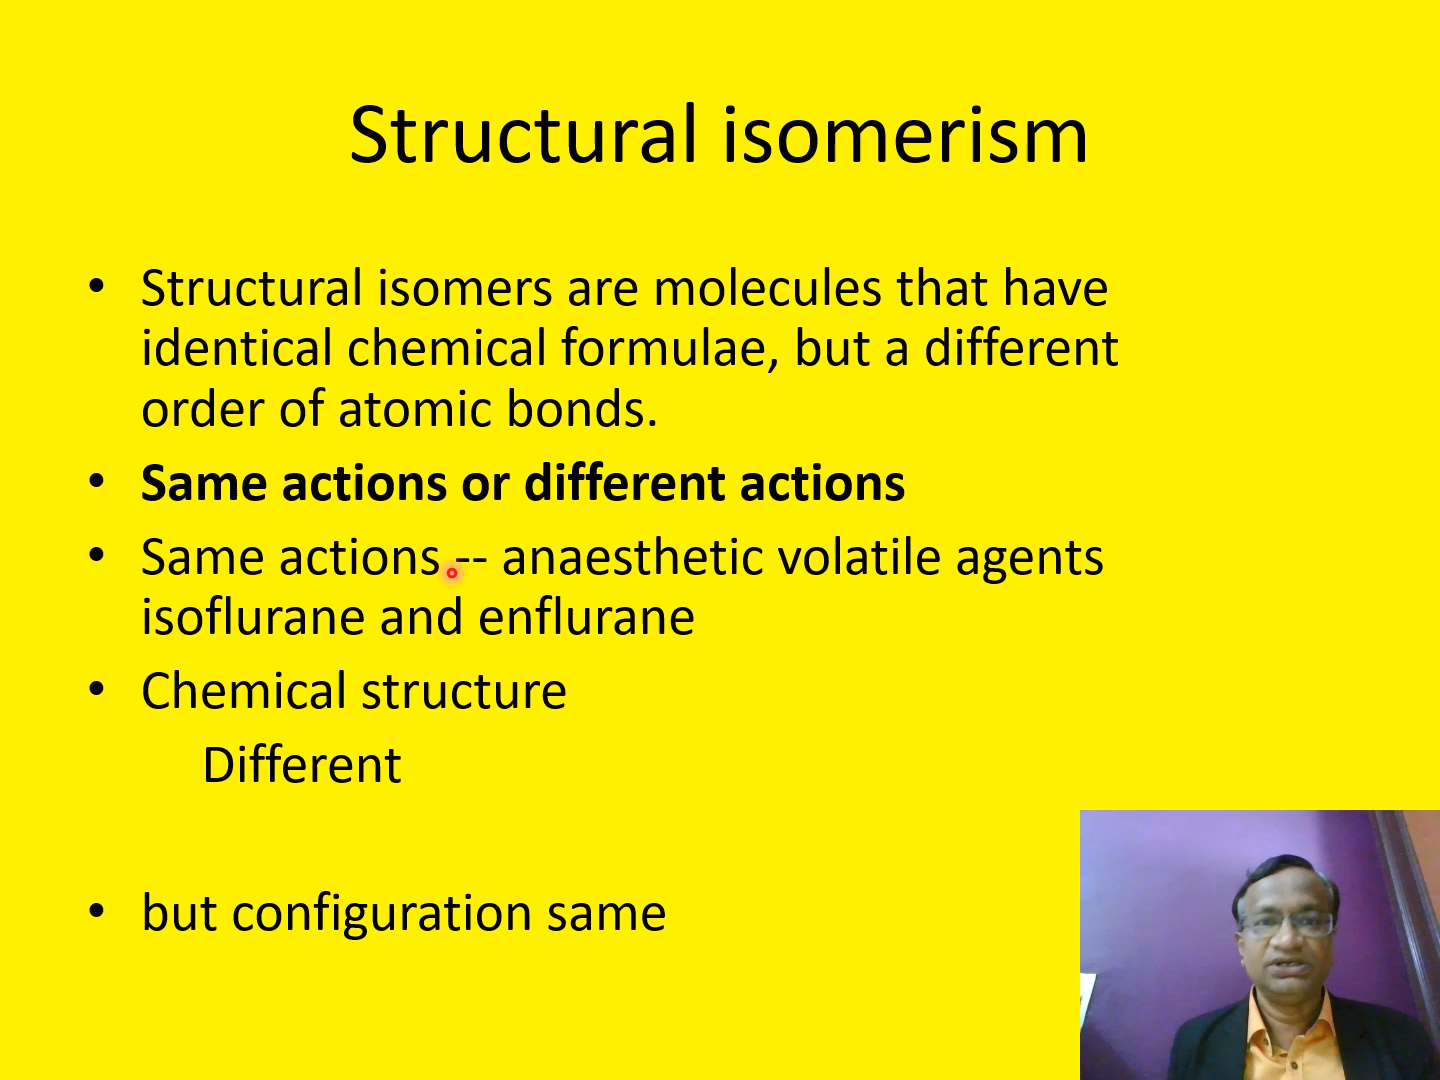 Structural isomerism
• Structural isomers are molecules that have
identical chemical formulae, but a different
order of atomic bonds.
• Same actions or different actions
• Same actions -- anaesthetic volatile agents
isoflurane and enflurane
• Chemical structure
Different
• but configuration same